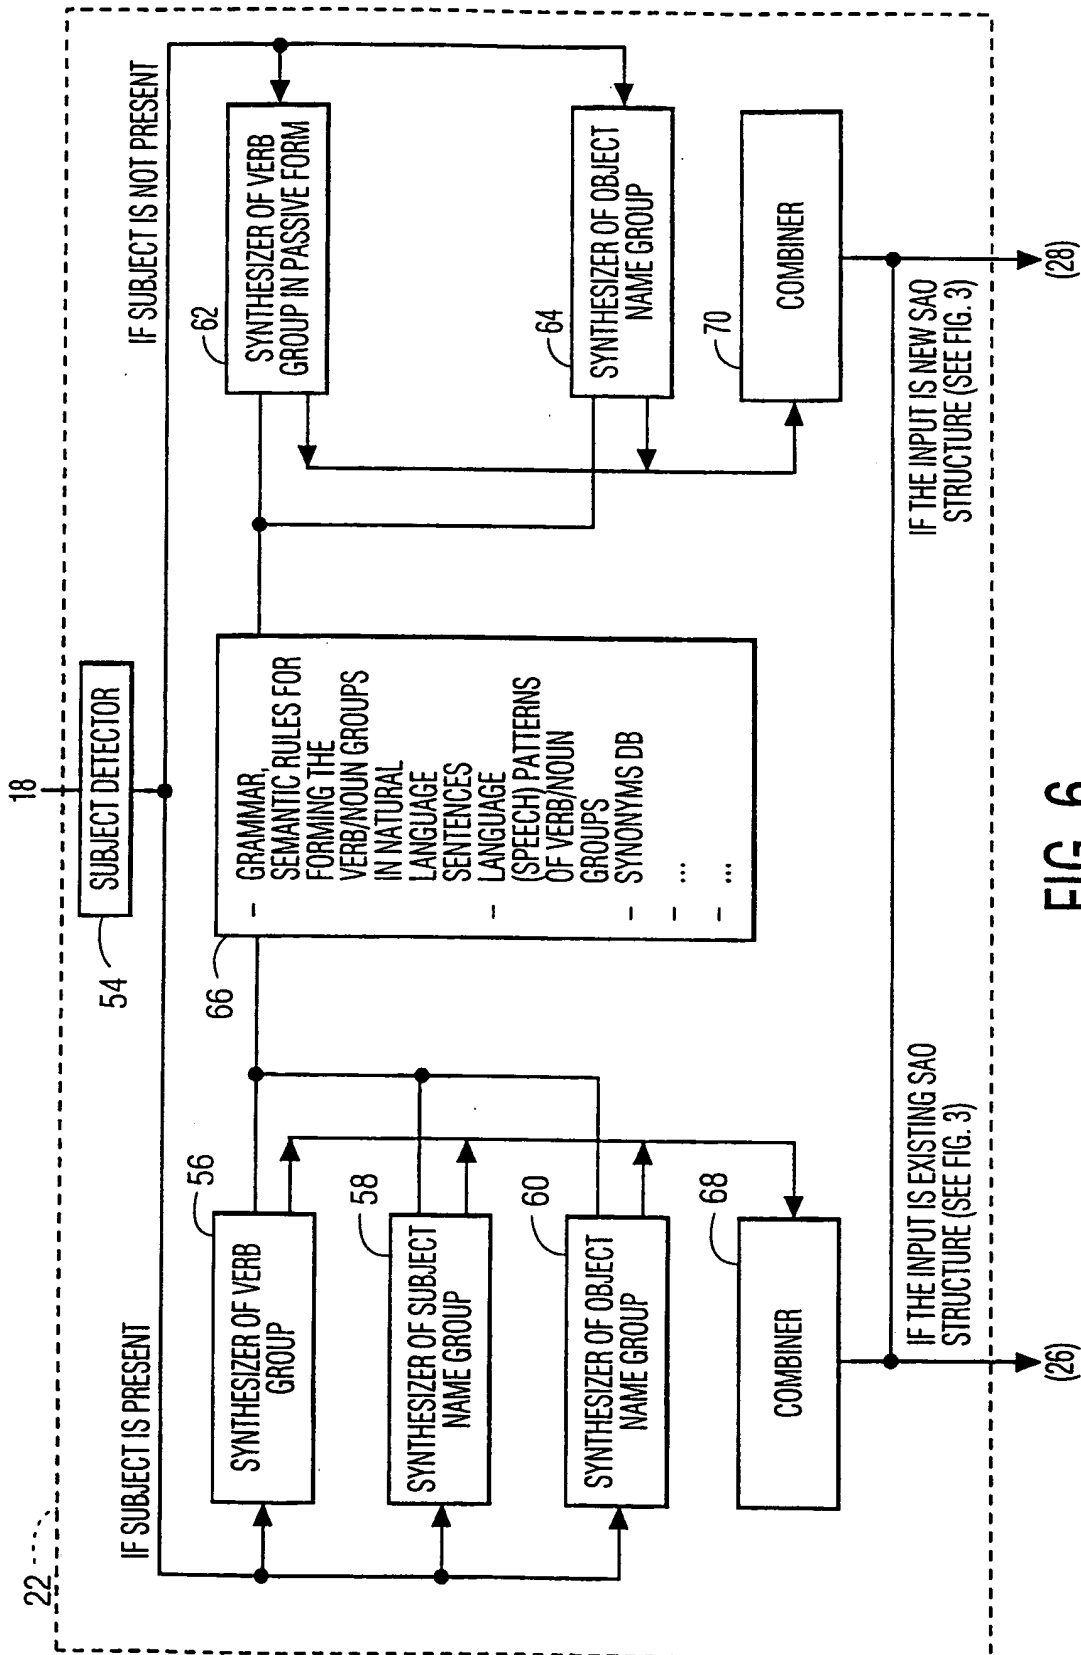 22
18
SUBJECT DETECTOR
54
IF SUBJECT IS PRESENT
IF SUBJECT IS NOT PRESENT
56
SYNTHESIZER OF VERB
GROUP
58
SYNTHESIZER OF SUBJECT
NAME GROUP
60
SYNTHESIZER OF OBJECT
NAME GROUP
68
COMBINER
66
– GRAMMAR,
SEMANTIC RULES FOR
FORMING THE
VERB/NOUN GROUPS
IN NATURAL
LANGUAGE
SENTENCES
– LANGUAGE
(SPEECH) PATTERNS
OF VERB/NOUN
GROUPS
– SYNONYMS DB
– ...
– ...
62
SYNTHESIZER OF VERB
GROUP IN PASSIVE FORM
64
SYNTHESIZER OF OBJECT
NAME GROUP
70
COMBINER
IF THE INPUT IS EXISTING SAO
STRUCTURE (SEE FIG. 3)
IF THE INPUT IS NEW SAO
STRUCTURE (SEE FIG. 3)
(26)
(28)
FIG. 6